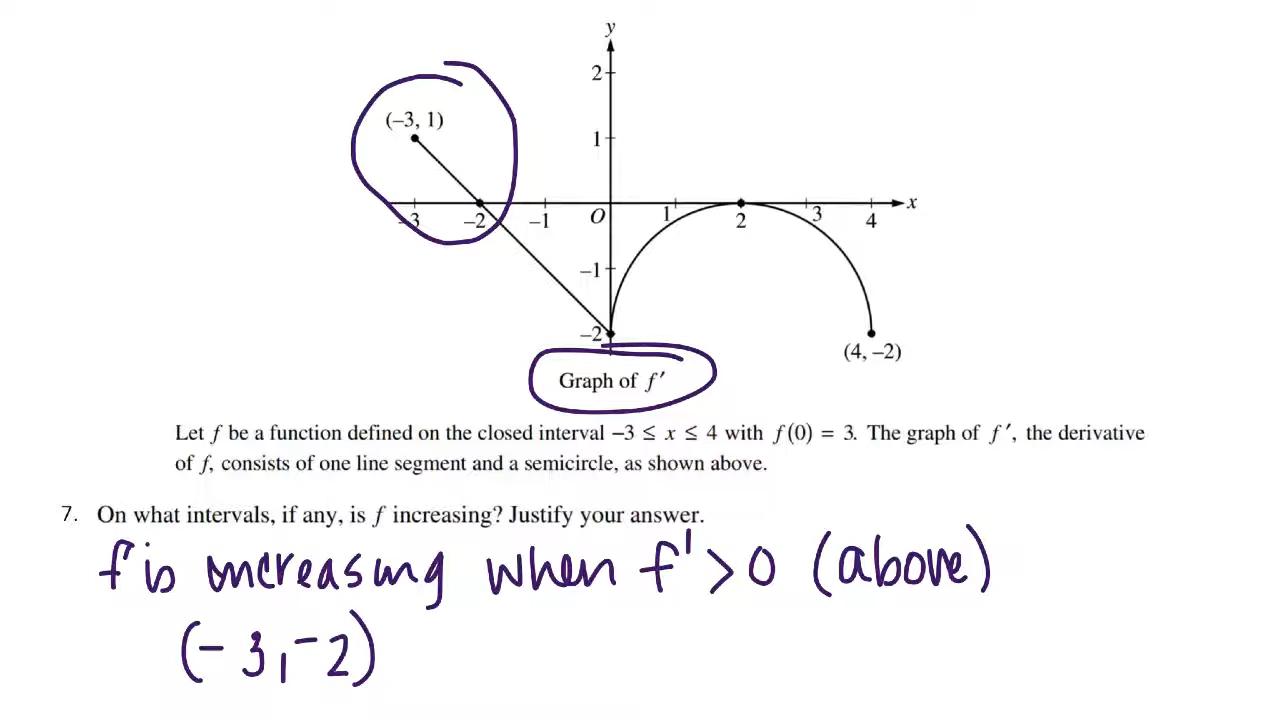 y
2
(−3, 1)
1
−3 −2 −1 O 1 2 3 4 x
−1
−2
(4, −2)
Graph of f′
Let f be a function defined on the closed interval −3 ≤ x ≤ 4 with f(0) = 3. The graph of f′, the derivative
of f, consists of one line segment and a semicircle, as shown above.
7. On what intervals, if any, is f increasing? Justify your answer.
f is increasing when f' > 0 (above)
(-3, -2)